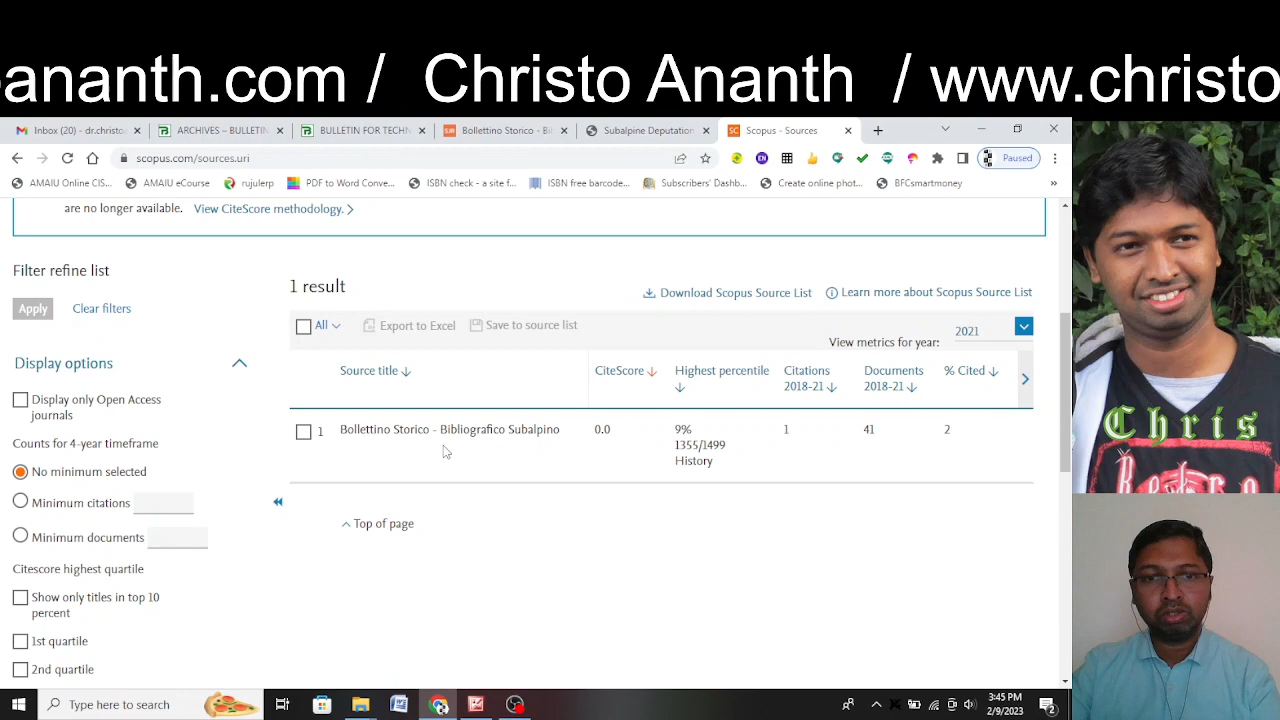 ananth.com / Christo Ananth / www.christo
Inbox (20) - dr.christo
ARCHIVES – BULLETIN
BULLETIN FOR TECHN
Bollettino Storico - Bi
Subalpine Deputation
Scopus - Sources
scopus.com/sources.uri
Paused
AMAIU Online CIS...
AMAIU eCourse
rujulerp
PDF to Word Conve...
ISBN check - a site f...
ISBN free barcode...
Subscribers' Dashb...
Create online phot...
BFCsmartmoney
are no longer available. View CiteScore methodology.
Filter refine list
Apply Clear filters
Display options
Display only Open Access
journals
Counts for 4-year timeframe
No minimum selected
Minimum citations
Minimum documents
Citescore highest quartile
Show only titles in top 10
percent
1st quartile
2nd quartile
1 result
Download Scopus Source List Learn more about Scopus Source List
All Export to Excel Save to source list
View metrics for year: 2021
Source title CiteScore Highest percentile Citations 2018-21 Documents 2018-21 % Cited
1 Bollettino Storico - Bibliografico Subalpino 0.0 9% 1 41 2
1355/1499
History
Top of page
Chris
Type here to search
3:45 PM
2/9/2023
2